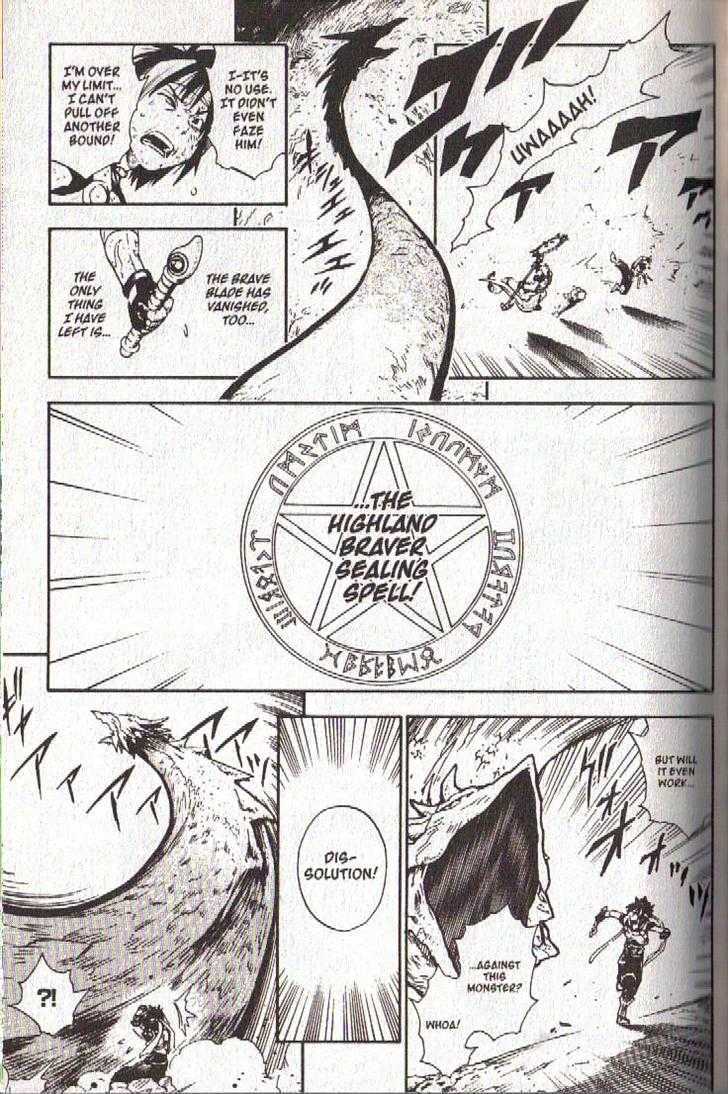 UWAAAAH!
I-IT'S
NO USE.
IT DIDN'T
EVEN
FAZE
HIM!
I'M OVER
MY LIMIT...
I CAN'T
PULL OFF
ANOTHER
BOUND!
THE BRAVE
BLADE HAS
VANISHED,
TOO...
THE
ONLY
THING
I HAVE
LEFT IS...
...THE
HIGHLAND
BRAVER
SEALING
SPELL!
BUT WILL
IT EVEN
WORK...
...AGAINST
THIS
MONSTER?
WHOA!
DIS-
SOLUTION!
?!